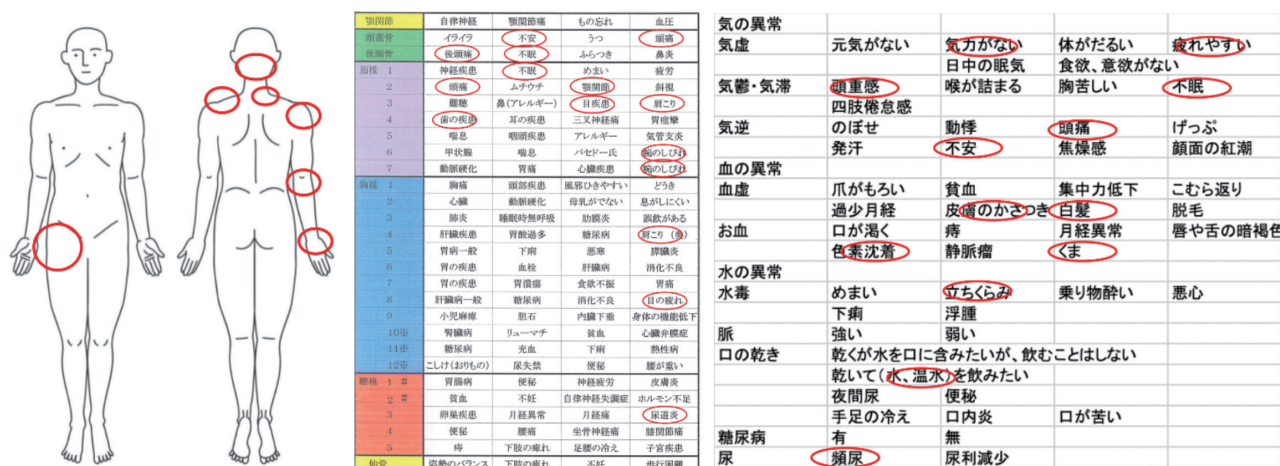 顎関節 自律神経 顎関節痛 もの忘れ 血圧
頭蓋骨 イライラ 不安 うつ 頭痛
後頭骨 後頭痛 不眠 ふらつき 鼻炎
頚椎 1 神経疾患 不眠 めまい 疲労
2 頭痛 ムチウチ 顎関節 斜視
3 難聴 鼻(アレルギー) 目疾患 肩こり
4 歯の疾患 耳の疾患 三叉神経痛 胃痙攣
5 喘息 咽頭疾患 アレルギー 気管支炎
6 甲状腺 喘息 バセドー氏 腕のしびれ
7 動脈硬化 胃痛 心臓疾患 腕のしびれ
胸椎 1 胸痛 頭部疾患 風邪ひきやすい どうき
2 心臓 動脈硬化 母乳がでない 息がしにくい
3 肺炎 睡眠時無呼吸 肋膜炎 誤飲がある
4 肝臓疾患 胃酸過多 糖尿病 肩こり (奥)
5 胃病一般 下痢 悪寒 膵臓炎
6 胃の疾患 血栓 肝臓病 消化不良
7 胃の疾患 胃潰瘍 食欲不振 胃痛
8 肝臓病一般 糖尿病 消化不良 目の疲れ
9 小児麻痺 胆石 内臓下垂 身体の機能低下
10※ 腎臓病 リューマチ 貧血 心臓弁膜症
11※ 糖尿病 充血 下痢 熱性病
12※ こしけ(おりもの) 尿失禁 便秘 腰が重い
腰椎 1 # 胃腸病 便秘 神経疲労 皮膚炎
2 # 貧血 不妊 自律神経失調症 ホルモン不足
3 卵巣疾患 月経異常 月経痛 尿道炎
4 便秘 腰痛 坐骨神経痛 膝関節痛
5 痔 下肢の痺れ 足腰の冷え 子宮疾患
仙骨 姿勢のバランス 下肢の痺れ 不妊 歩行困難
気の異常
気虚 元気がない 気力がない 体がだるい 疲れやすい
日中の眠気 食欲、意欲がない
気鬱・気滞 頭重感 喉が詰まる 胸苦しい 不眠
四肢倦怠感
気逆 のぼせ 動悸 頭痛 げっぷ
発汗 不安 焦燥感 顔面の紅潮
血の異常
血虚 爪がもろい 貧血 集中力低下 こむら返り
過少月経 皮膚のかさつき 白髪 脱毛
お血 口が渇く 痔 月経異常 唇や舌の暗褐色
色素沈着 静脈瘤 くま
水の異常
水毒 めまい 立ちくらみ 乗り物酔い 悪心
下痢 浮腫
脈 強い 弱い
口の乾き 乾くが水を口に含みたいが、飲むことはしない
乾いて(水、温水)を飲みたい
夜間尿 便秘
手足の冷え 口内炎 口が苦い
糖尿病 有 無
尿 頻尿 尿利減少